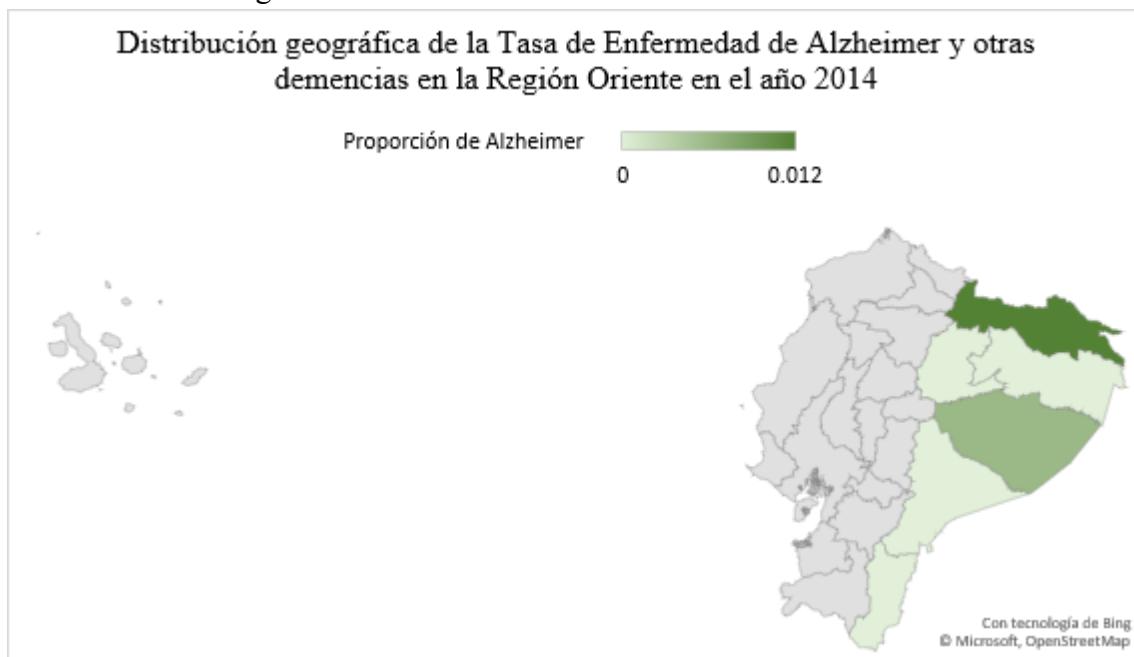 Distribución geográfica de la Tasa de Enfermedad de Alzheimer y otras
demencias en la Región Oriente en el año 2014
Proporción de Alzheimer
0 0.012
Con tecnología de Bing
© Microsoft, OpenStreetMap